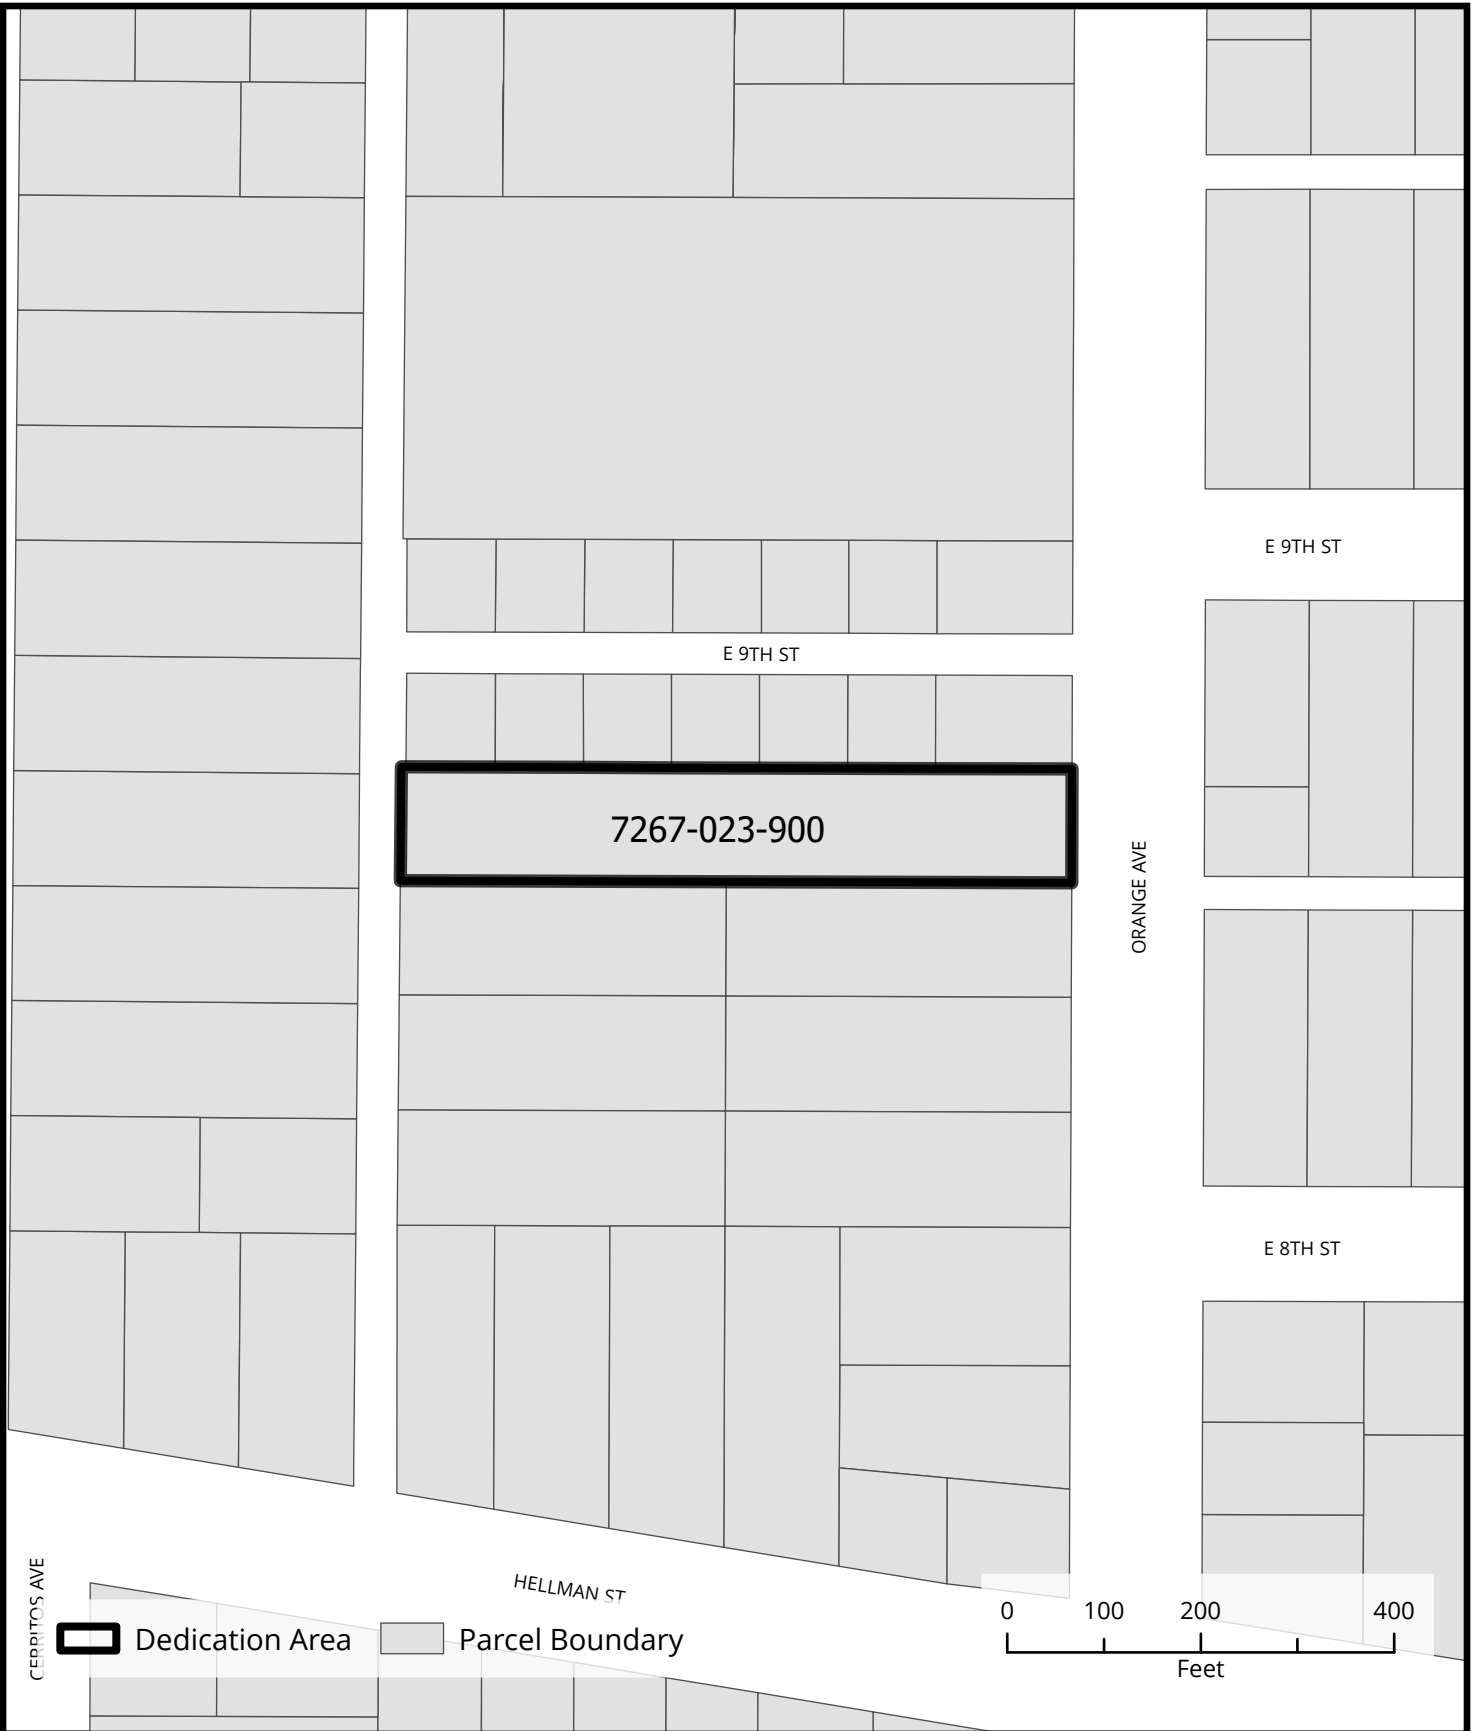 E 9TH ST
E 9TH ST
7267-023-900
ORANGE AVE
E 8TH ST
HELLMAN ST
CERRITOS AVE
Dedication Area
Parcel Boundary
0 100 200 400
Feet